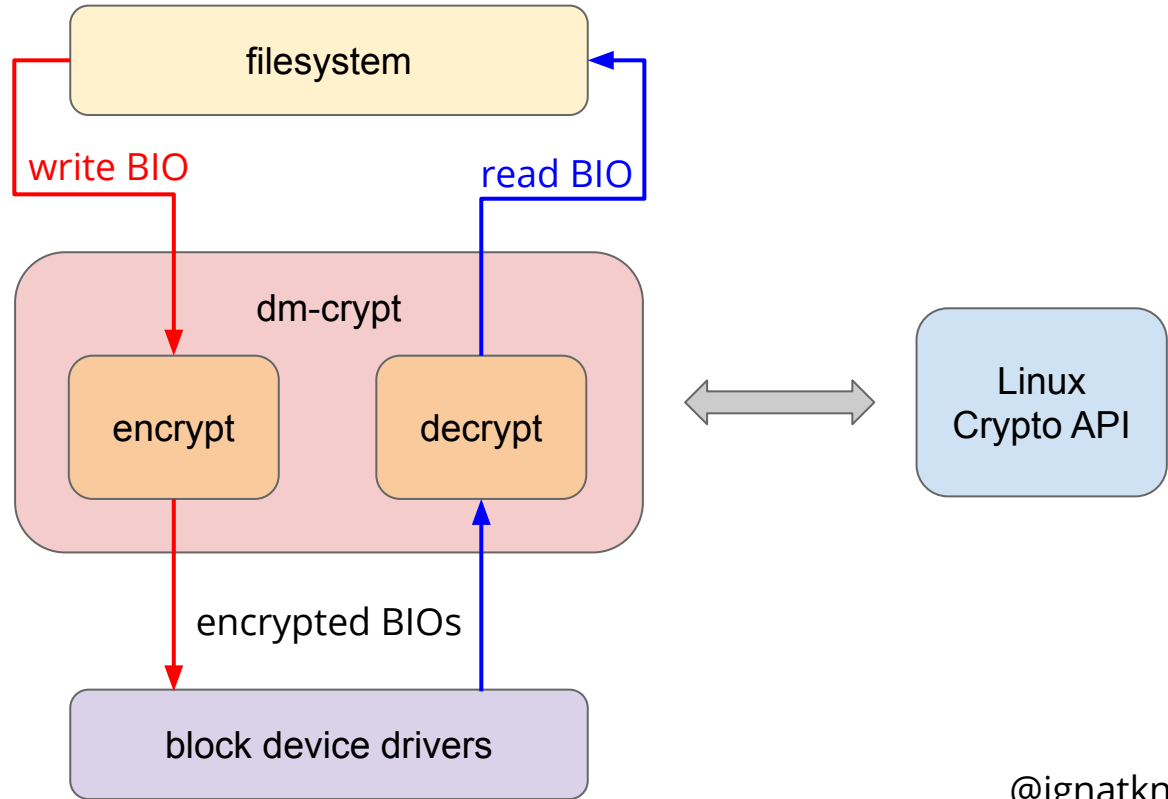 filesystem
write BIO
read BIO
dm-crypt
encrypt
decrypt
Linux
Crypto API
encrypted BIOs
block device drivers